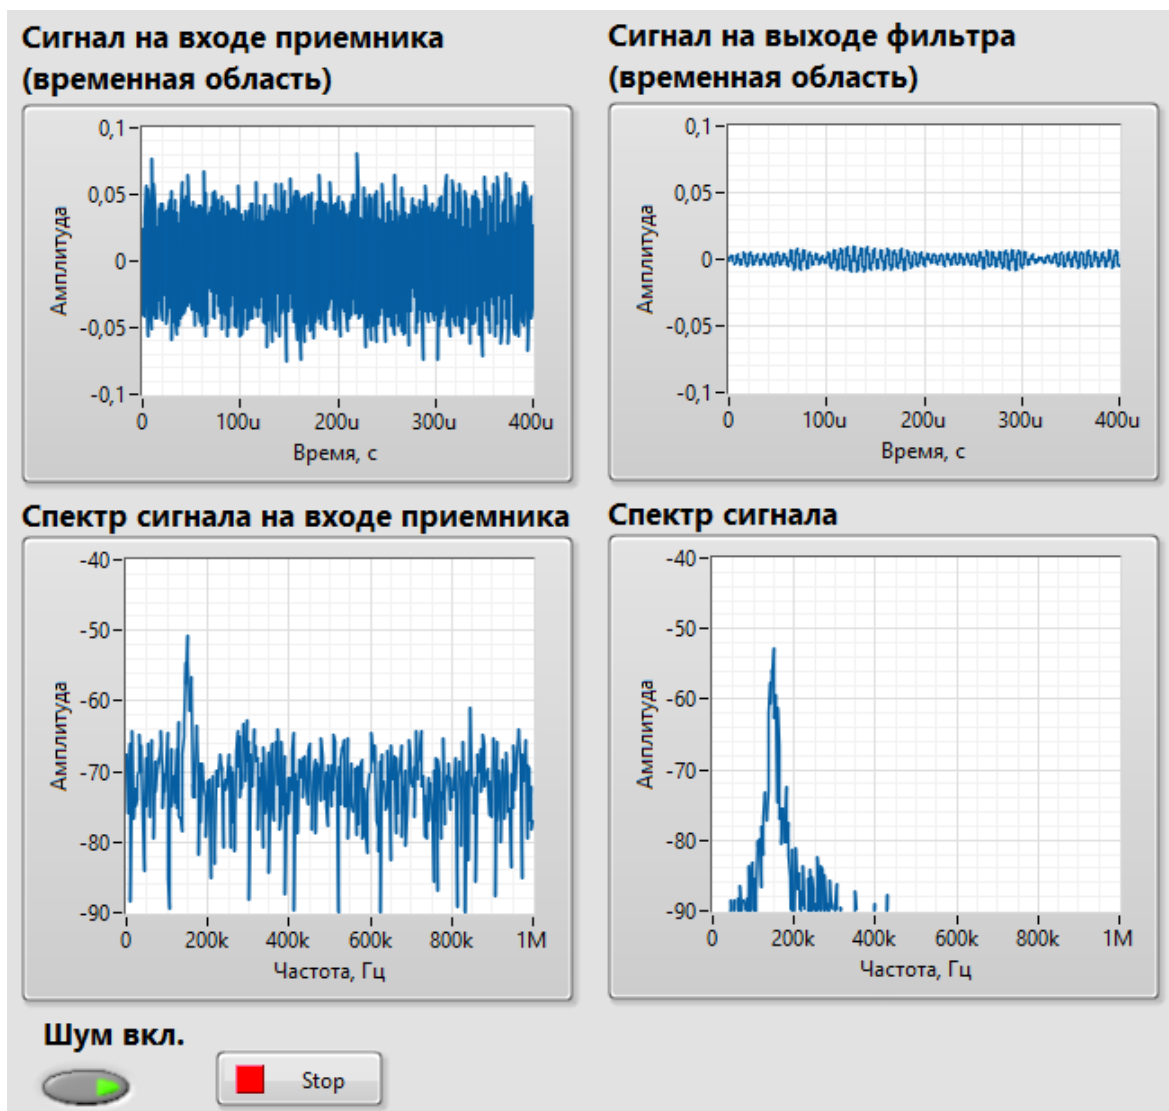 Сигнал на входе приемника
(временная область)
0,1
0,05
0
-0,05
-0,1
Амплитуда
0 100u 200u 300u 400u
Время, с
Сигнал на выходе фильтра
(временная область)
0,1
0,05
0
-0,05
-0,1
Амплитуда
0 100u 200u 300u 400u
Время, с
Спектр сигнала на входе приемника
-40
-50
-60
-70
-80
-90
Амплитуда
0 200k 400k 600k 800k 1M
Частота, Гц
Спектр сигнала
-40
-50
-60
-70
-80
-90
Амплитуда
0 200k 400k 600k 800k 1M
Частота, Гц
Шум вкл.
Stop